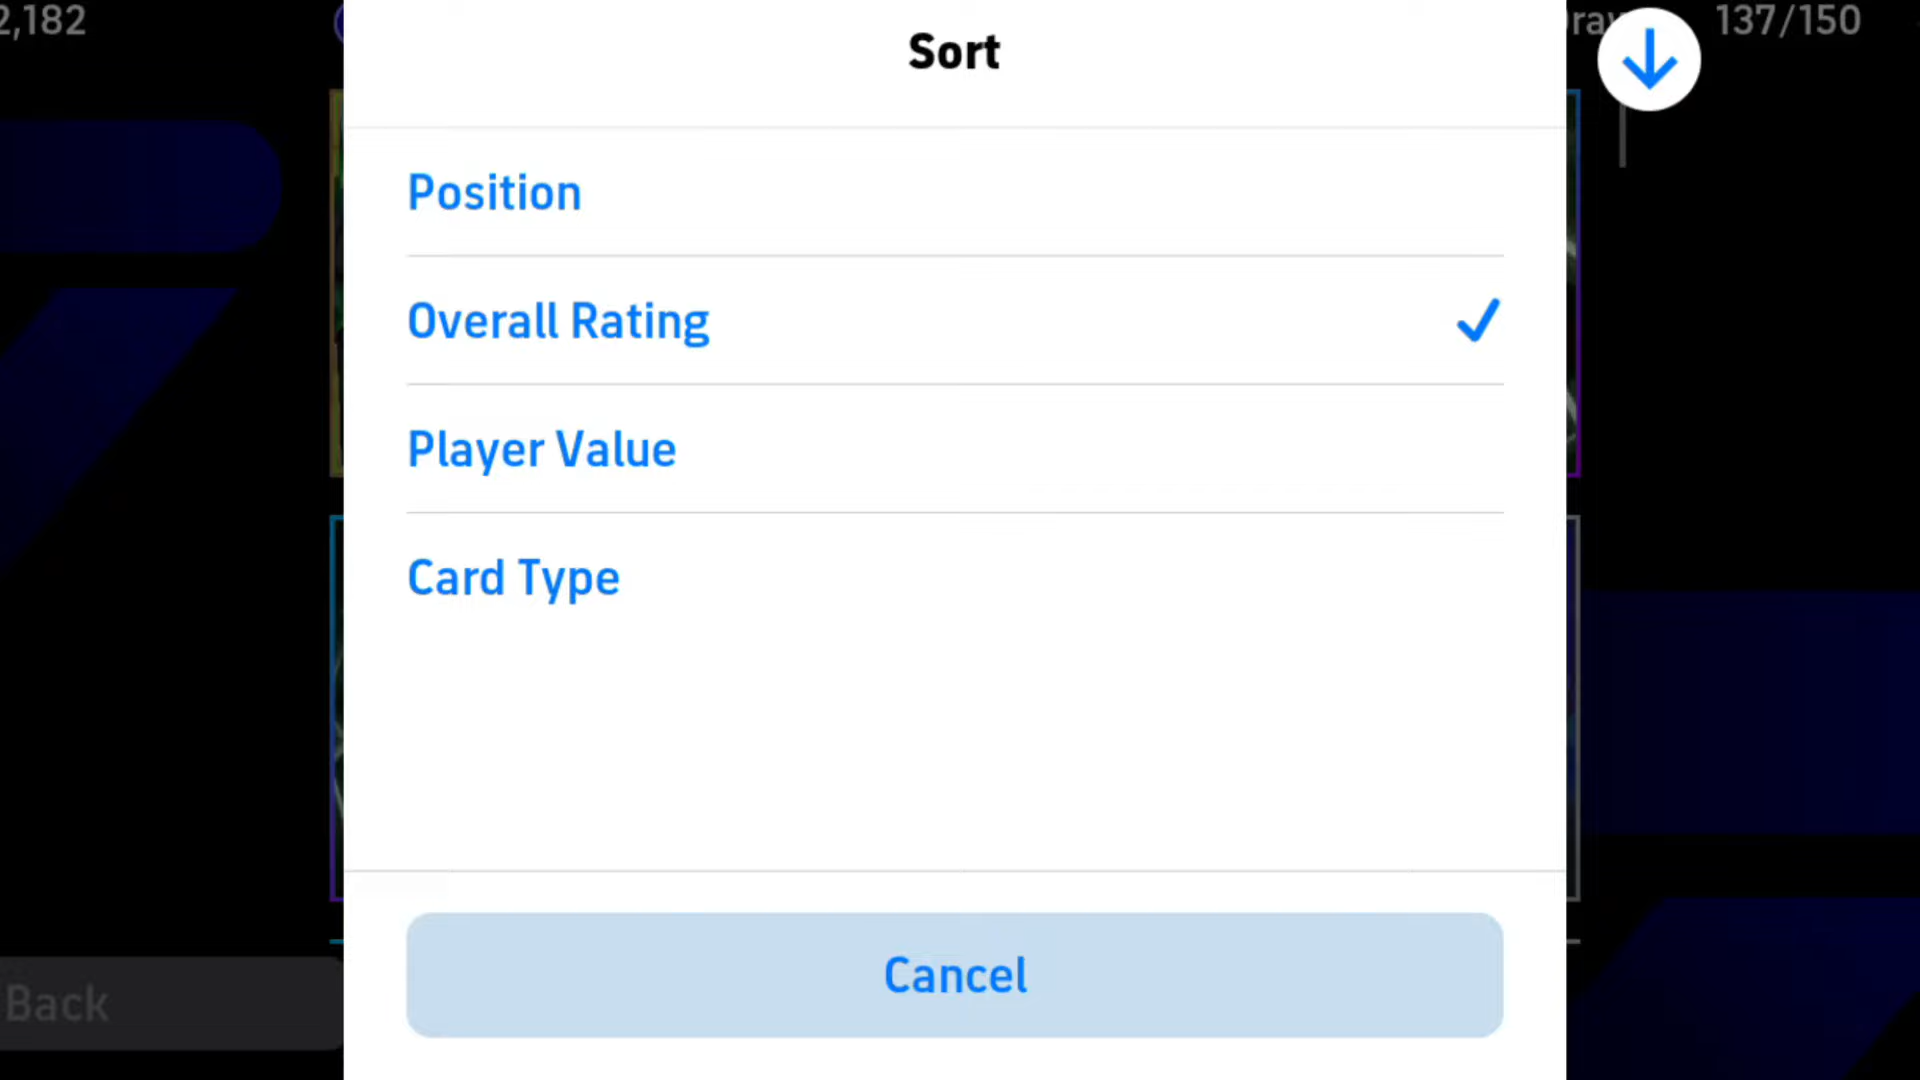 2,182
137/150
Sort
Position
Overall Rating
Player Value
Card Type
Cancel
Back